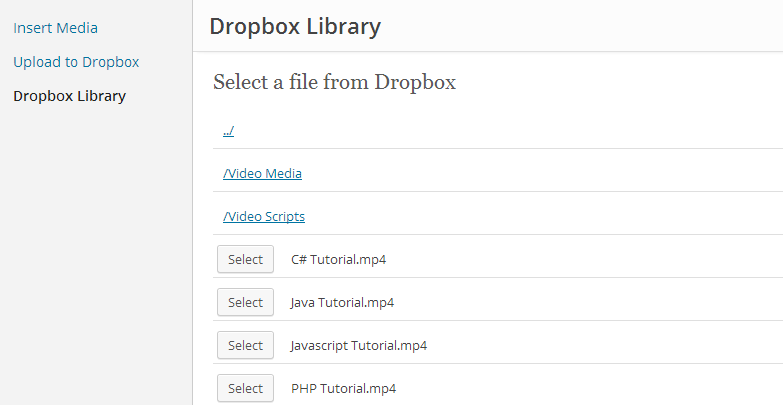 Insert Media
Upload to Dropbox
Dropbox Library
Dropbox Library
Select a file from Dropbox
../
/Video Media
/Video Scripts
Select C# Tutorial.mp4
Select Java Tutorial.mp4
Select Javascript Tutorial.mp4
Select PHP Tutorial.mp4